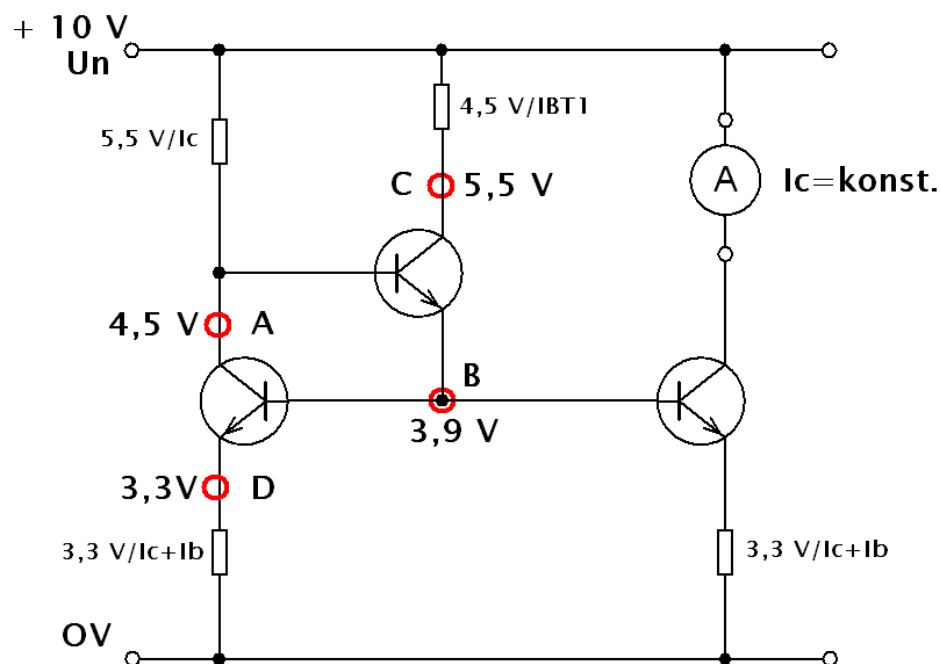 + 10 V
Un
5,5 V/Ic
4,5 V/IBT1
C 5,5 V
A Ic=konst.
4,5 V A
B
3,9 V
3,3V D
3,3 V/Ic+Ib
3,3 V/Ic+Ib
0V